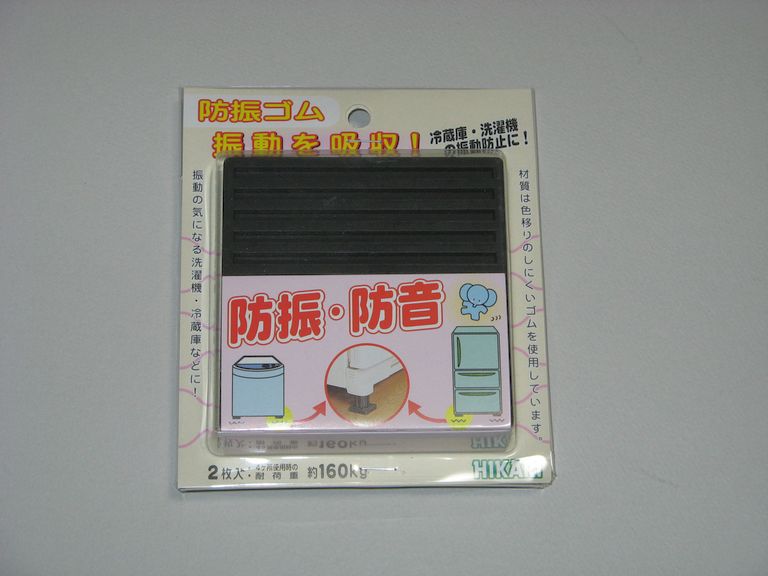 防振ゴム
振動を吸収!
冷蔵庫・洗濯機
の振動防止に!
振動の気になる洗濯機・冷蔵庫などに!
材質は色移りのしにくいゴムを使用しています。
防振・防音
2枚入・4ヶ所使用時の耐荷重 約160kg
HIKARI